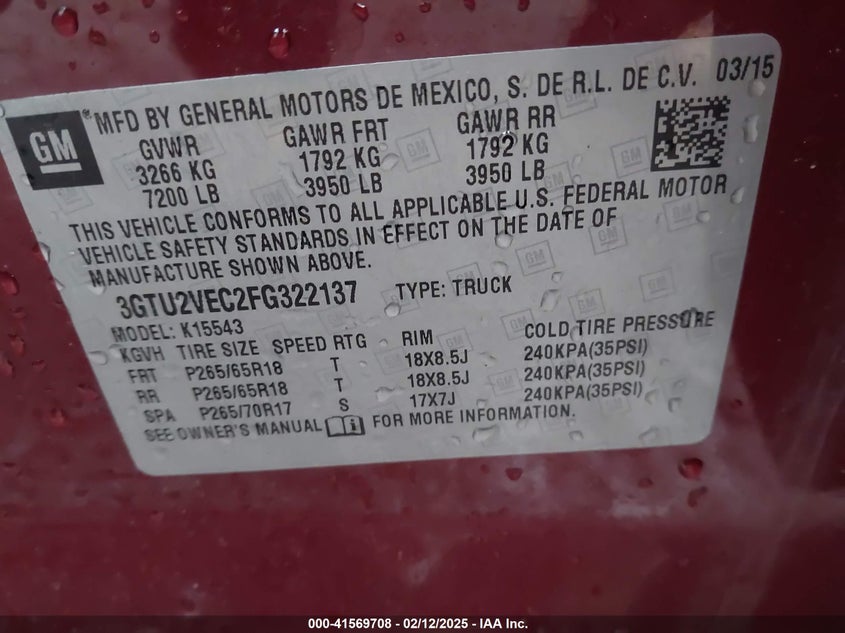 GM
® MFD BY GENERAL MOTORS DE MEXICO, S. DE R.L. DE C.V. 03/15
GVWR GAWR FRT GAWR RR
3266 KG 1792 KG 1792 KG
7200 LB 3950 LB 3950 LB
THIS VEHICLE CONFORMS TO ALL APPLICABLE U.S. FEDERAL MOTOR
VEHICLE SAFETY STANDARDS IN EFFECT ON THE DATE OF
MANUFACTURE SHOWN ABOVE.
3GTU2VEC2FG322137 TYPE: TRUCK
MODEL: K15543
KGVH TIRE SIZE SPEED RTG RIM COLD TIRE PRESSURE
FRT P265/65R18 T 18X8.5J 240KPA(35PSI)
RR P265/65R18 T 18X8.5J 240KPA(35PSI)
SPA P265/70R17 S 17X7J 240KPA(35PSI)
SEE OWNER'S MANUAL FOR MORE INFORMATION.
000-41569708 - 02/12/2025 - IAA Inc.